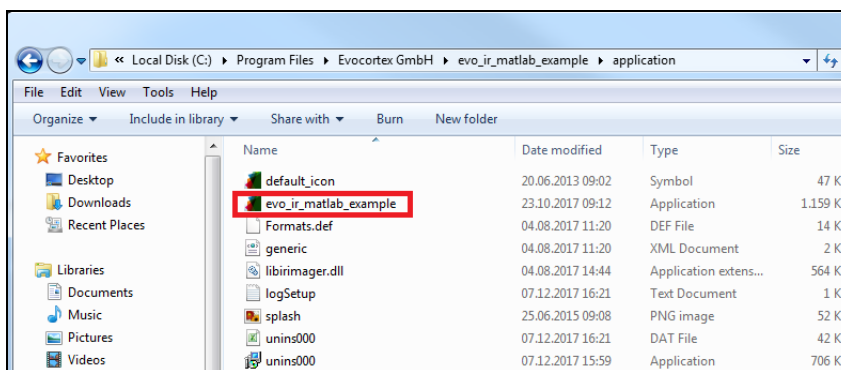 « Local Disk (C:) ▸ Program Files ▸ Evocortex GmbH ▸ evo_ir_matlab_example ▸ application
File Edit View Tools Help
Organize Include in library Share with Burn New folder
Name Date modified Type Size
Favorites
Desktop default_icon 20.06.2013 09:02 Symbol 47 K
Downloads evo_ir_matlab_example 23.10.2017 09:12 Application 1.159 K
Recent Places Formats.def 04.08.2017 11:20 DEF File 14 K
generic 04.08.2017 11:20 XML Document 2 K
Libraries libirimager.dll 04.08.2017 14:44 Application extens... 564 K
Documents logSetup 07.12.2017 16:21 Text Document 1 K
Music splash 25.06.2015 09:08 PNG image 52 K
Pictures unins000 07.12.2017 16:21 DAT File 42 K
Videos unins000 07.12.2017 15:59 Application 706 K